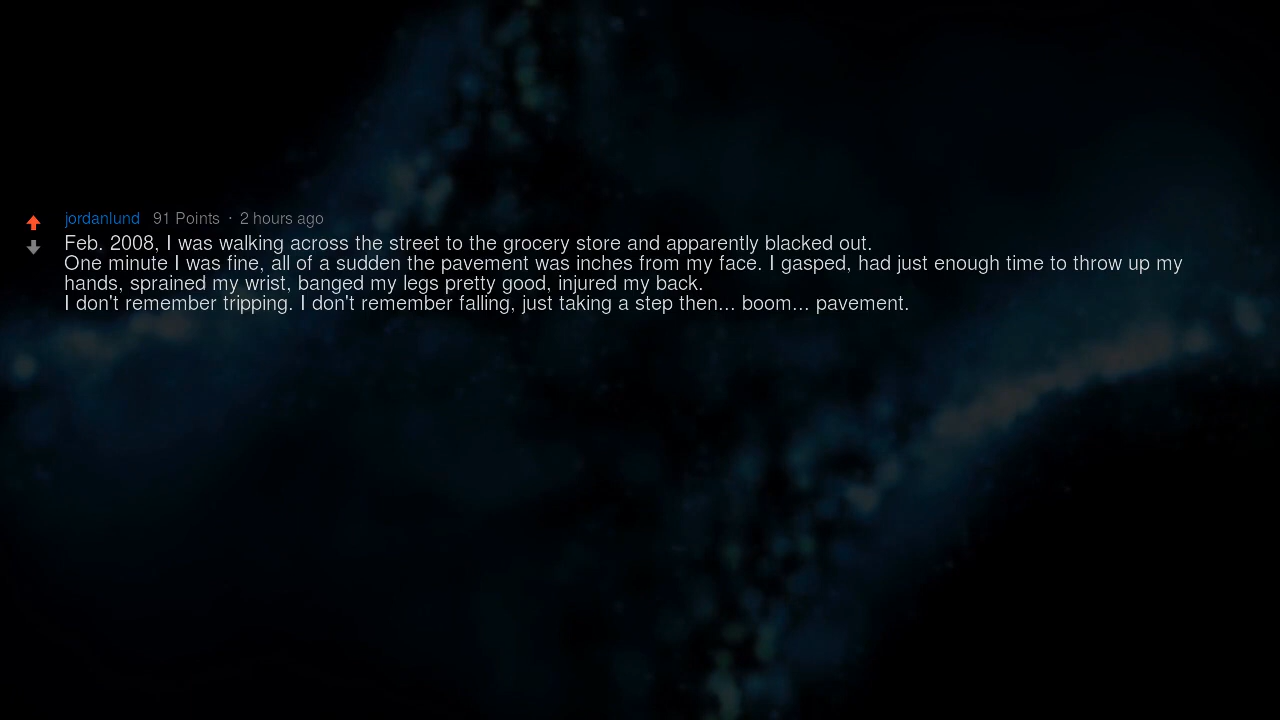 jordanlund 91 Points · 2 hours ago
Feb. 2008, I was walking across the street to the grocery store and apparently blacked out.
One minute I was fine, all of a sudden the pavement was inches from my face. I gasped, had just enough time to throw up my
hands, sprained my wrist, banged my legs pretty good, injured my back.
I don't remember tripping. I don't remember falling, just taking a step then... boom... pavement.